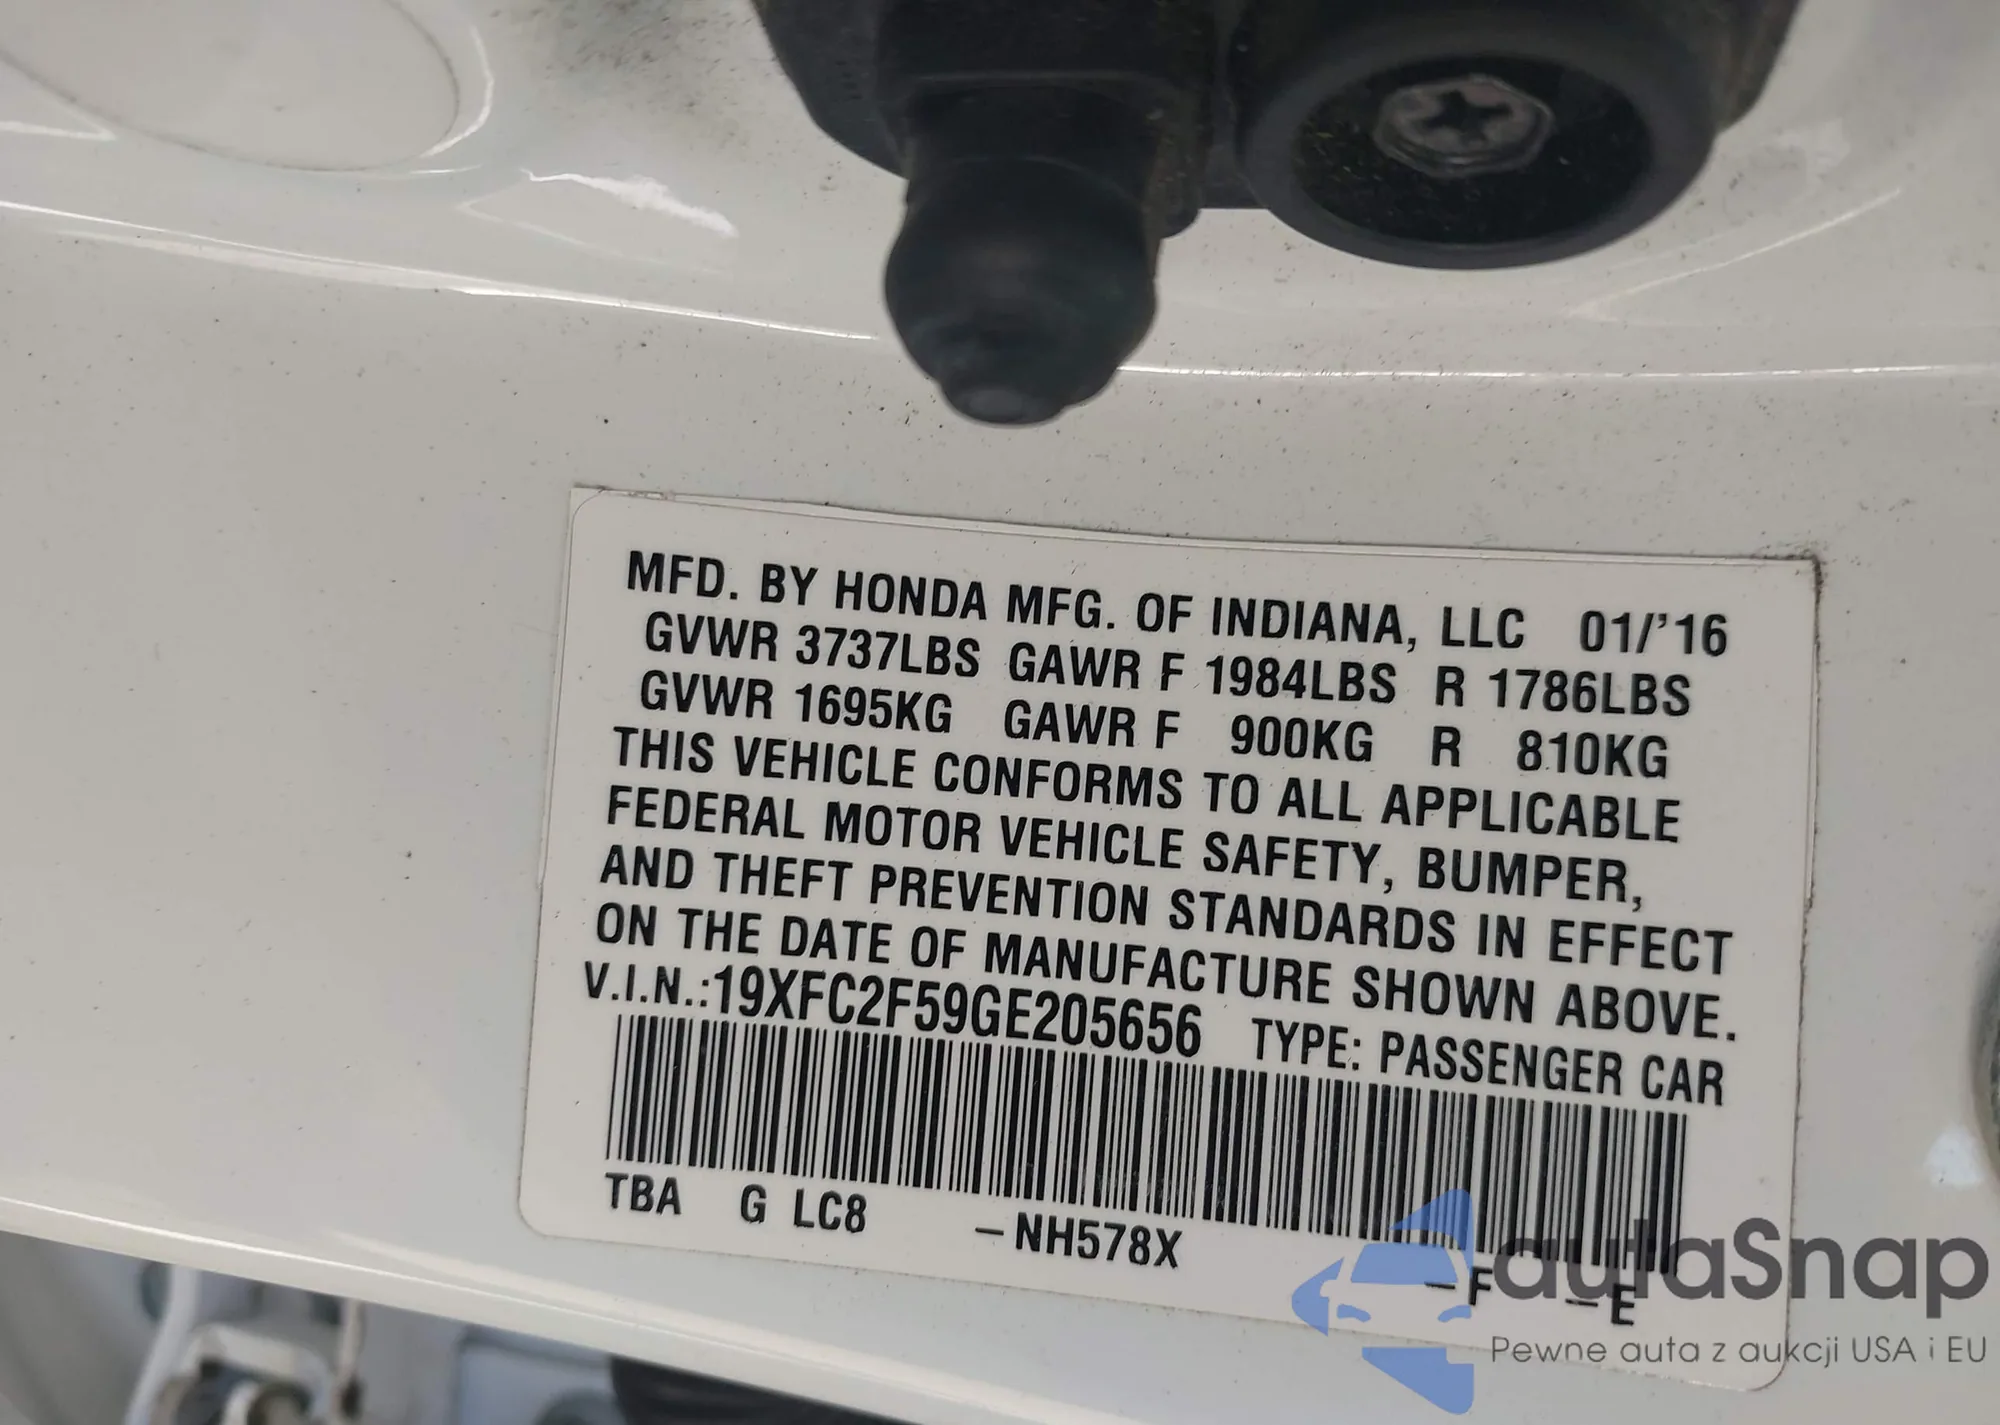 MFD. BY HONDA MFG. OF INDIANA, LLC 01/'16
GVWR 3737LBS GAWR F 1984LBS R 1786LBS
GVWR 1695KG GAWR F 900KG R 810KG
THIS VEHICLE CONFORMS TO ALL APPLICABLE
FEDERAL MOTOR VEHICLE SAFETY, BUMPER,
AND THEFT PREVENTION STANDARDS IN EFFECT
ON THE DATE OF MANUFACTURE SHOWN ABOVE.
V.I.N.:19XFC2F59GE205656 TYPE: PASSENGER CAR
TBA G LC8 -NH578X -F -E
autaSnap
Pewne auta z aukcji USA i EU